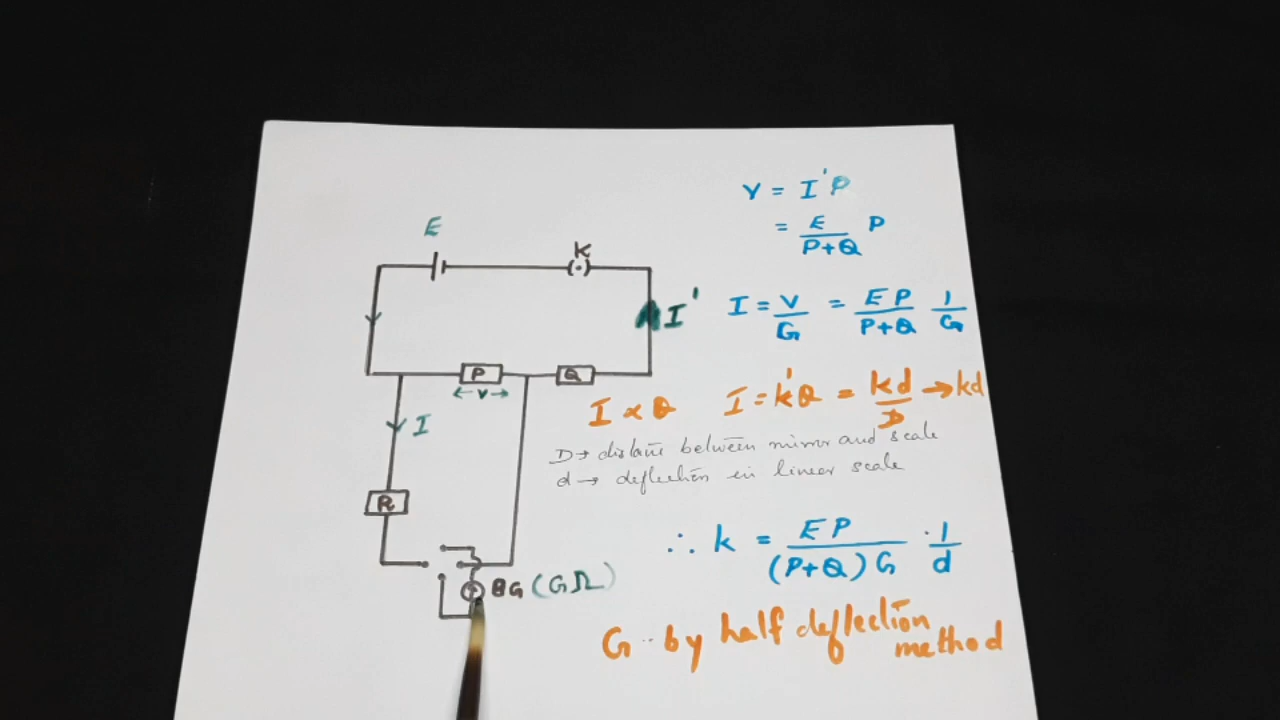 E
K
I'
P
Q
← v →
I
R
BG (GΩ)
V = I'P
= E/(P+Q) P
I = V/G = EP/(P+Q) 1/G
I ∝ θ I = k'θ = kd/D → kd
D → distance between mirror and scale
d → deflection in linear scale
∴ k = EP/((P+Q)G) · 1/d
G by half deflection
method